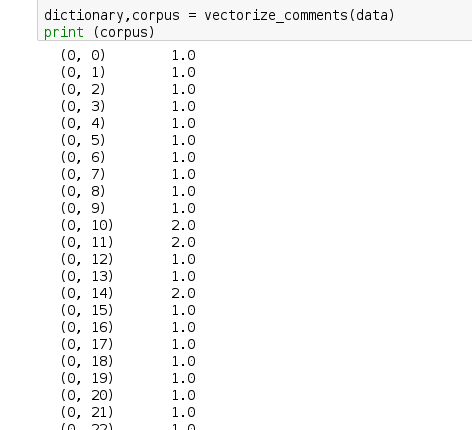 dictionary,corpus = vectorize_comments(data)
print (corpus)
(0, 0) 1.0
(0, 1) 1.0
(0, 2) 1.0
(0, 3) 1.0
(0, 4) 1.0
(0, 5) 1.0
(0, 6) 1.0
(0, 7) 1.0
(0, 8) 1.0
(0, 9) 1.0
(0, 10) 2.0
(0, 11) 2.0
(0, 12) 1.0
(0, 13) 1.0
(0, 14) 2.0
(0, 15) 1.0
(0, 16) 1.0
(0, 17) 1.0
(0, 18) 1.0
(0, 19) 1.0
(0, 20) 1.0
(0, 21) 1.0
(0, 22) 1.0